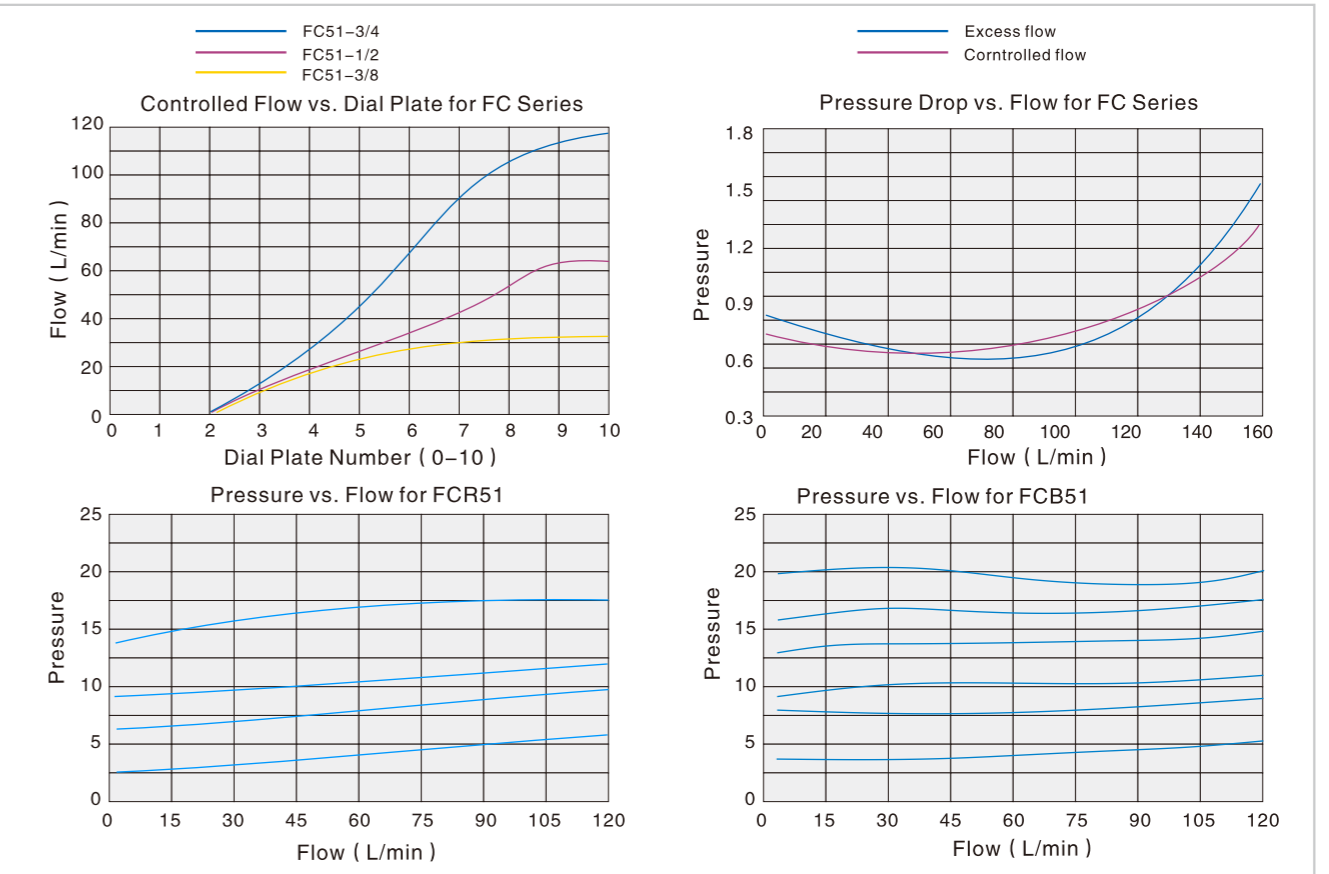 FC51–3/4
FC51–1/2
FC51–3/8
Excess flow
Corntrolled flow
Controlled Flow vs. Dial Plate for FC Series
120
100
80
60
40
20
0
Flow ( L/min )
0 1 2 3 4 5 6 7 8 9 10
Dial Plate Number ( 0–10 )
Pressure Drop vs. Flow for FC Series
1.8
1.5
1.2
0.9
0.6
0.3
Pressure
0 20 40 60 80 100 120 140 160
Flow ( L/min )
Pressure vs. Flow for FCR51
25
20
15
10
5
0
Pressure
0 15 30 45 60 75 90 105 120
Flow ( L/min )
Pressure vs. Flow for FCB51
25
20
15
10
5
0
Pressure
0 15 30 45 60 75 90 105 120
Flow ( L/min )